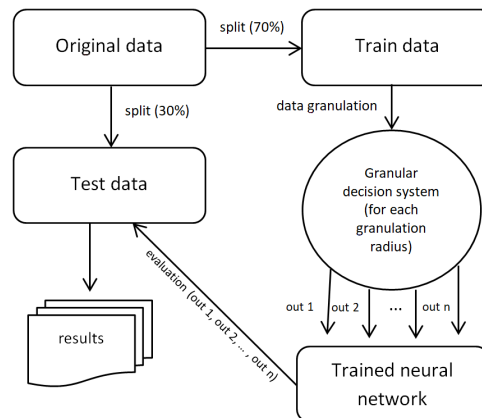 Original data
split (70%)
Train data
split (30%)
data granulation
Test data
Granular
decision system
(for each
granulation
radius)
evaluation (out 1, out 2, ... , out n)
out 1
out 2
...
out n
results
Trained neural
network